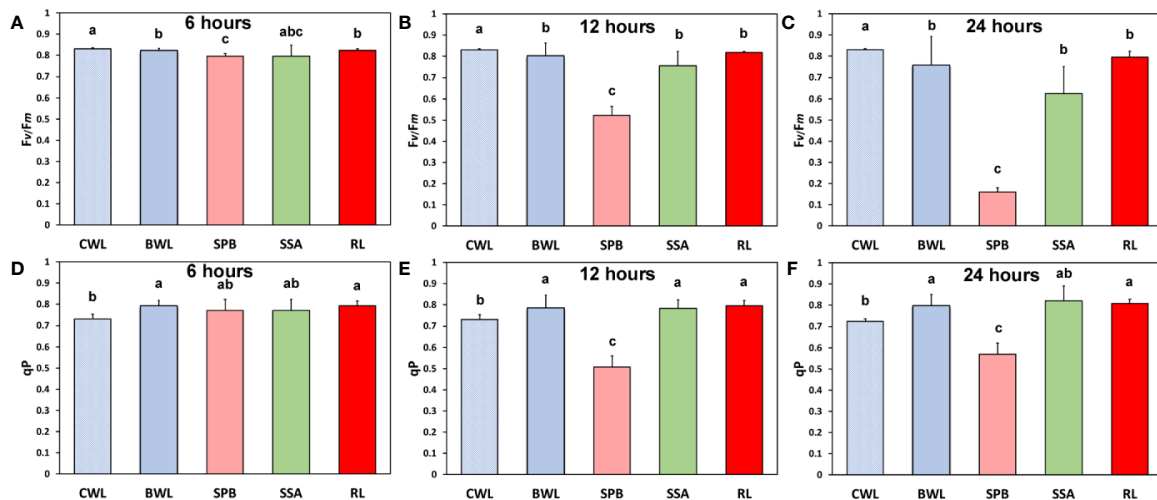 A
6 hours
a
b
c
abc
b
1
0.9
0.8
0.7
0.6
0.5
0.4
0.3
0.2
0.1
0
Fv/Fm
CWL BWL SPB SSA RL
B
12 hours
a
b
c
b
b
1
0.9
0.8
0.7
0.6
0.5
0.4
0.3
0.2
0.1
0
Fv/Fm
CWL BWL SPB SSA RL
C
24 hours
a
b
c
b
b
1
0.9
0.8
0.7
0.6
0.5
0.4
0.3
0.2
0.1
0
Fv/Fm
CWL BWL SPB SSA RL
D
6 hours
b
a
ab
ab
a
1
0.9
0.8
0.7
0.6
0.5
0.4
0.3
0.2
0.1
0
qP
CWL BWL SPB SSA RL
E
12 hours
b
a
c
a
a
1
0.9
0.8
0.7
0.6
0.5
0.4
0.3
0.2
0.1
0
qP
CWL BWL SPB SSA RL
F
24 hours
b
a
c
ab
a
1
0.9
0.8
0.7
0.6
0.5
0.4
0.3
0.2
0.1
0
qP
CWL BWL SPB SSA RL